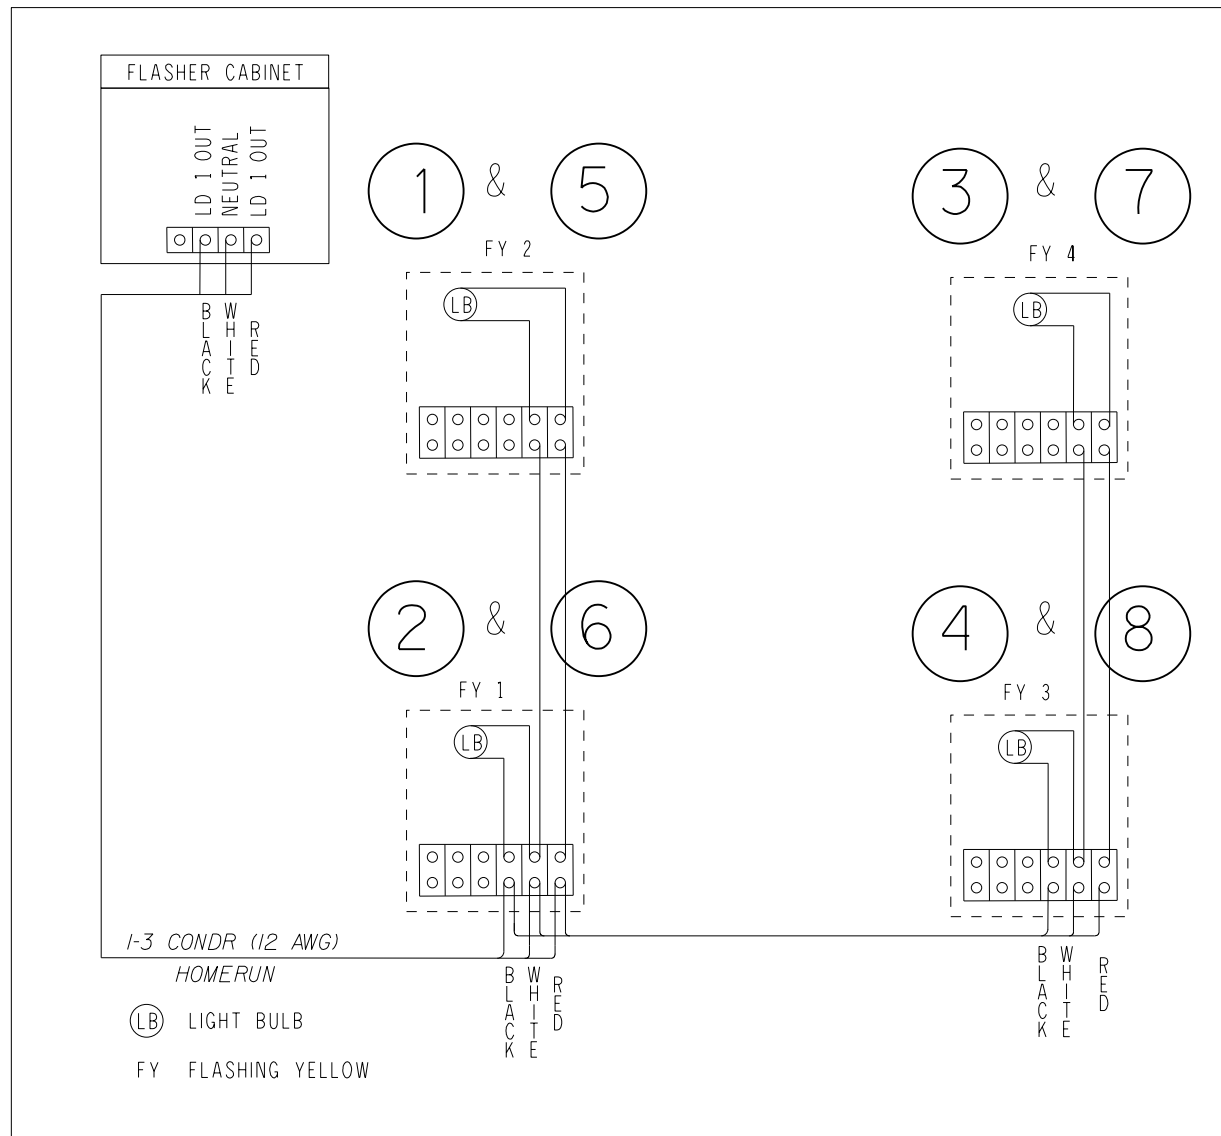 FLASHER CABINET
LD 1 OUT
NEUTRAL
LD 1 OUT
BLACK
WHITE
RED
1 & 5
FY 2
LB
3 & 7
FY 4
LB
2 & 6
FY 1
LB
4 & 8
FY 3
LB
1-3 CONDR (12 AWG)
HOMERUN
BLACK
WHITE
RED
BLACK
WHITE
RED
LB LIGHT BULB
FY FLASHING YELLOW